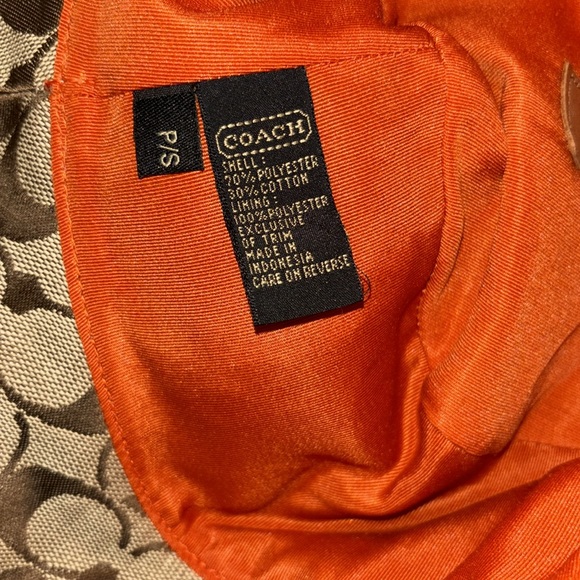 P/S
COACH
SHELL:
70% POLYESTER
30% COTTON
LINING:
100% POLYESTER
EXCLUSIVE
OF TRIM
MADE IN
INDONESIA
CARE ON REVERSE